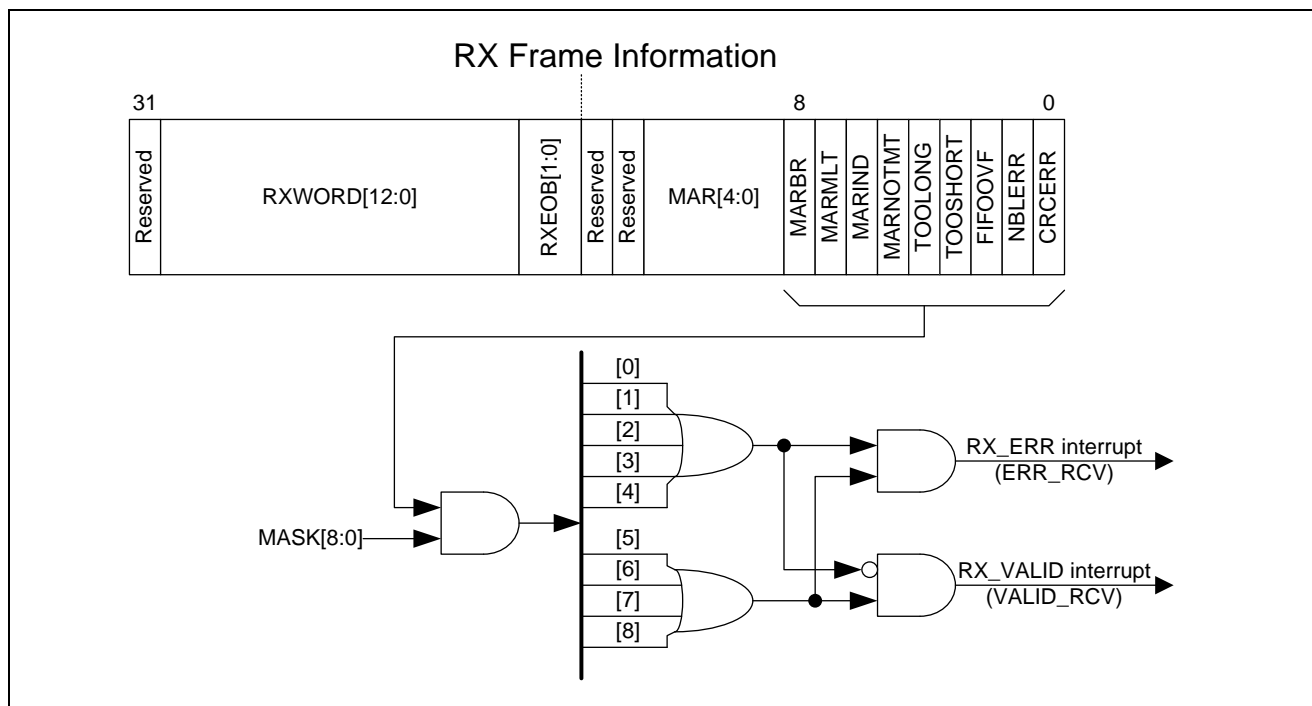 RX Frame Information
31
8
0
Reserved
RXWORD[12:0]
RXEOB[1:0]
Reserved
Reserved
MAR[4:0]
MARBR
MARMLT
MARIND
MARNOTMT
TOOLONG
TOOSHORT
FIFOOVF
NBLERR
CRCERR
[0]
[1]
[2]
[3]
[4]
[5]
[6]
[7]
[8]
MASK[8:0]
RX_ERR interrupt
(ERR_RCV)
RX_VALID interrupt
(VALID_RCV)